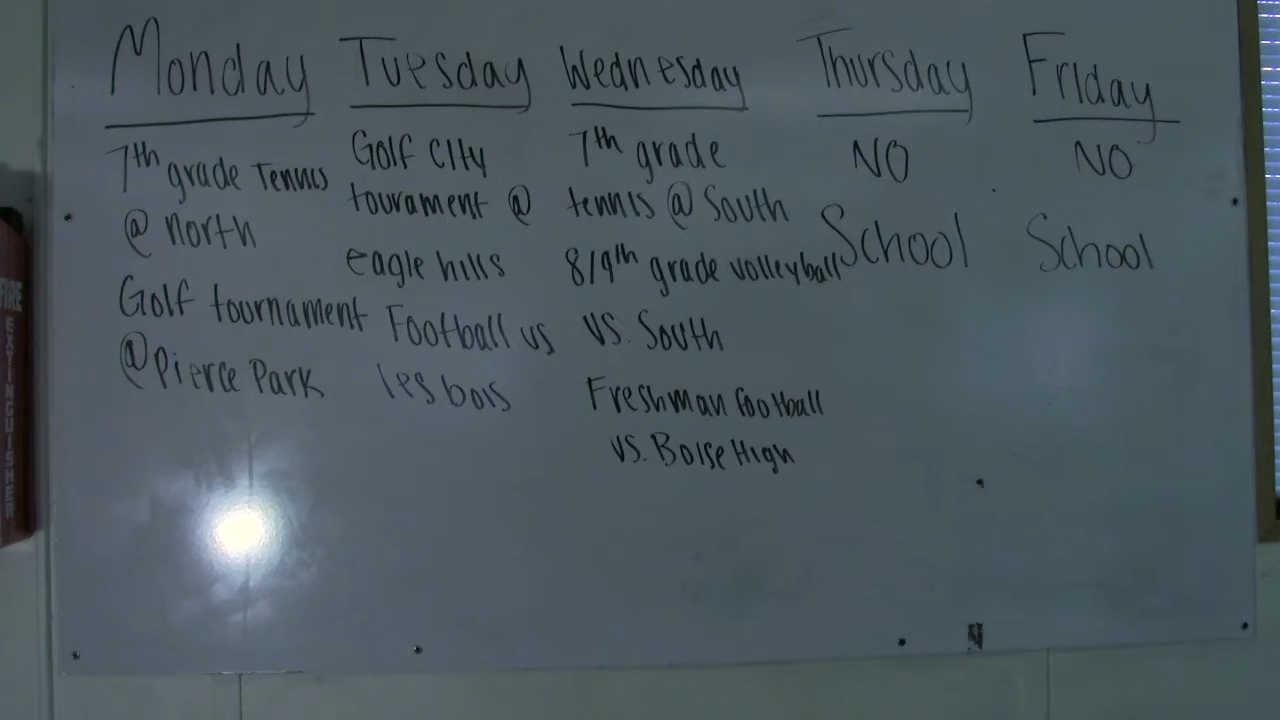 Monday
7th grade Tennis
@ north
Golf tournament
@Pierce Park
Tuesday
Golf City
tourament @
eagle hills
Football vs
les bois
Wednesday
7th grade
tennis @ South
8/9th grade volleyball
vs. South
Freshman football
vs. Boise High
Thursday
NO
School
Friday
NO
School
FIRE
EXTINGUISHER